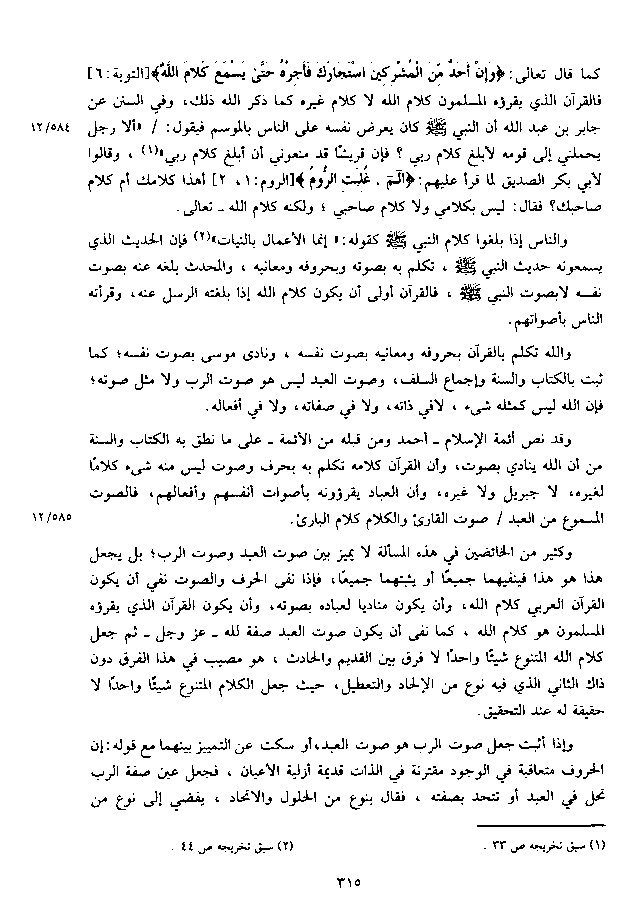 كما قال تعالى: ﴿وَإِنْ أَحَدٌ مِّنَ الْمُشْرِكِينَ اسْتَجَارَكَ فَأَجِرْهُ حَتَّىٰ يَسْمَعَ كَلَامَ اللَّهِ﴾[التوبة: ٦]
فالقرآن الذي يقرؤه المسلمون كلام الله لا كلام غيره كما ذكر الله ذلك، وفي السنن عن
جابر بن عبد الله أن النبي ﷺ كان يعرض نفسه على الناس بالموسم فيقول: / «ألا رجل ١٢/٥٨٤
يحملني إلى قومه لأبلغ كلام ربي ؟ فإن قريشًا قد منعوني أن أبلغ كلام ربي»(١) ، وقالوا
لأبي بكر الصديق لما قرأ عليهم: ﴿الٓمٓ . غُلِبَتِ الرُّومُ﴾[الروم: ١، ٢] أهذا كلامك أم كلام
صاحبك؟ فقال: ليس بكلامي ولا كلام صاحبي ؛ ولكنه كلام الله ـ تعالى.
والناس إذا بلغوا كلام النبي ﷺ كقوله: « إنما الأعمال بالنيات»(٢) فإن الحديث الذي
يسمعونه حديث النبي ﷺ ، تكلم به بصوته وبحروفه ومعانيه ، والمحدث بلغه عنه بصوت
نفسه لابصوت النبي ﷺ ، فالقرآن أولى أن يكون كلام الله إذا بلغته الرسل عنه، وقرأته
الناس بأصواتهم.
والله تكلم بالقرآن بحروفه ومعانيه بصوت نفسه ، ونادى موسى بصوت نفسه؛ كما
ثبت بالكتاب والسنة وإجماع السلف، وصوت العبد ليس هو صوت الرب ولا مثل صوته؛
فإن الله ليس كمثله شىء ، لافي ذاته، ولا في صفاته، ولا في أفعاله.
وقد نص أئمة الإسلام ـ أحمد ومن قبله من الأئمة ـ على ما نطق به الكتاب والسنة
من أن الله ينادي بصوت، وأن القرآن كلامه تكلم به بحرف وصوت ليس منه شىء كلامًا
لغيره، لا جبريل ولا غيره، وأن العباد يقرؤونه بأصوات أنفسهم وأفعالهم، فالصوت
المسموع من العبد / صوت القارئ والكلام كلام البارئ. ١٢/٥٨٥
وكثير من الخائضين في هذه المسألة لا يميز بين صوت العبد وصوت الرب؛ بل يجعل
هذا هو هذا فينفيهما جميعًا أو يثبتهما جميعًا، فإذا نفى الحرف والصوت نفي أن يكون
القرآن العربي كلام الله، وأن يكون مناديا لعباده بصوته، وأن يكون القرآن الذي يقرؤه
المسلمون هو كلام الله ، كما نفى أن يكون صوت العبد صفة لله ـ عز وجل ـ ثم جعل
كلام الله المتنوع شيئًا واحدًا لا فرق بين القديم والحادث ، هو مصيب في هذا الفرق دون
ذاك الثاني الذي فيه نوع من الإلحاد والتعطيل، حيث جعل الكلام المتنوع شيئًا واحدًا لا
حقيقة له عند التحقيق.
وإذا أثبت جعل صوت الرب هو صوت العبد، أو سكت عن التمييز بينهما مع قوله: إن
الحروف متعاقبة في الوجود مقترنة في الذات قديمة أزلية الأعيان ، فجعل عين صفة الرب
تحل في العبد أو تتحد بصفته ، فقال بنوع من الحلول والاتحاد ، يفضي إلى نوع من
(١) سبق تخريجه ص ٣٣ . (٢) سبق تخريجه ص ٤٤ .
٣١٥